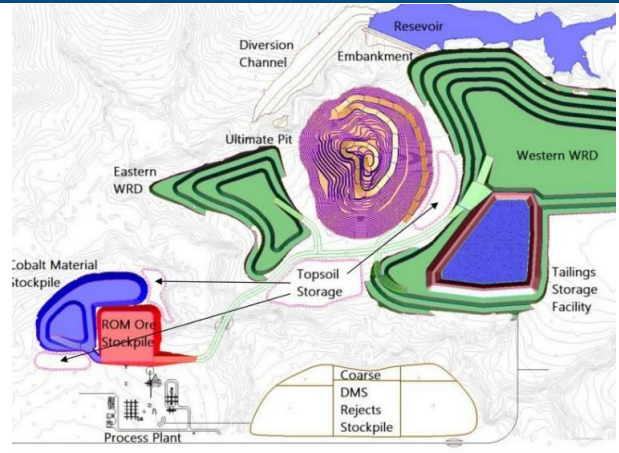 Resevoir
Diversion
Channel
Embankment
Ultimate Pit
Western WRD
Eastern
WRD
Cobalt Material
Stockpile
Topsoil
Storage
Tailings
Storage
Facility
ROM Ore
Stockpile
Coarse
DMS
Rejects
Stockpile
Process Plant